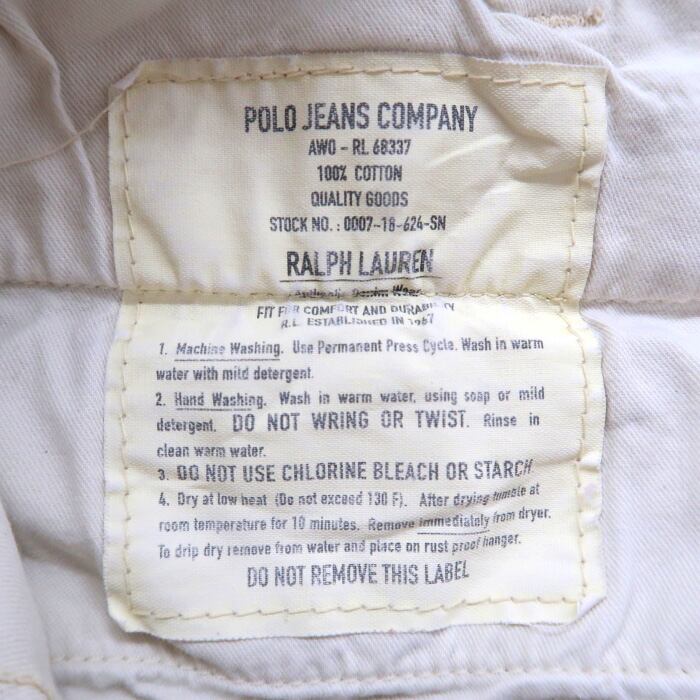 POLO JEANS COMPANY
AWO - RL 68337
100% COTTON
QUALITY GOODS
STOCK NO. : 0007-18-624-SN
RALPH LAUREN
Authentic Denim Wear
FIT FOR COMFORT AND DURABILITY
R.L. ESTABLISHED IN 1967
1. Machine Washing. Use Permanent Press Cycle. Wash in warm
water with mild detergent.
2. Hand Washing. Wash in warm water, using soap or mild
detergent. DO NOT WRING OR TWIST. Rinse in
clean warm water.
3. DO NOT USE CHLORINE BLEACH OR STARCH
4. Dry at low heat (Do not exceed 130 F). After drying tumble at
room temperature for 10 minutes. Remove immediately from dryer.
To drip dry remove from water and place on rust proof hanger.
DO NOT REMOVE THIS LABEL